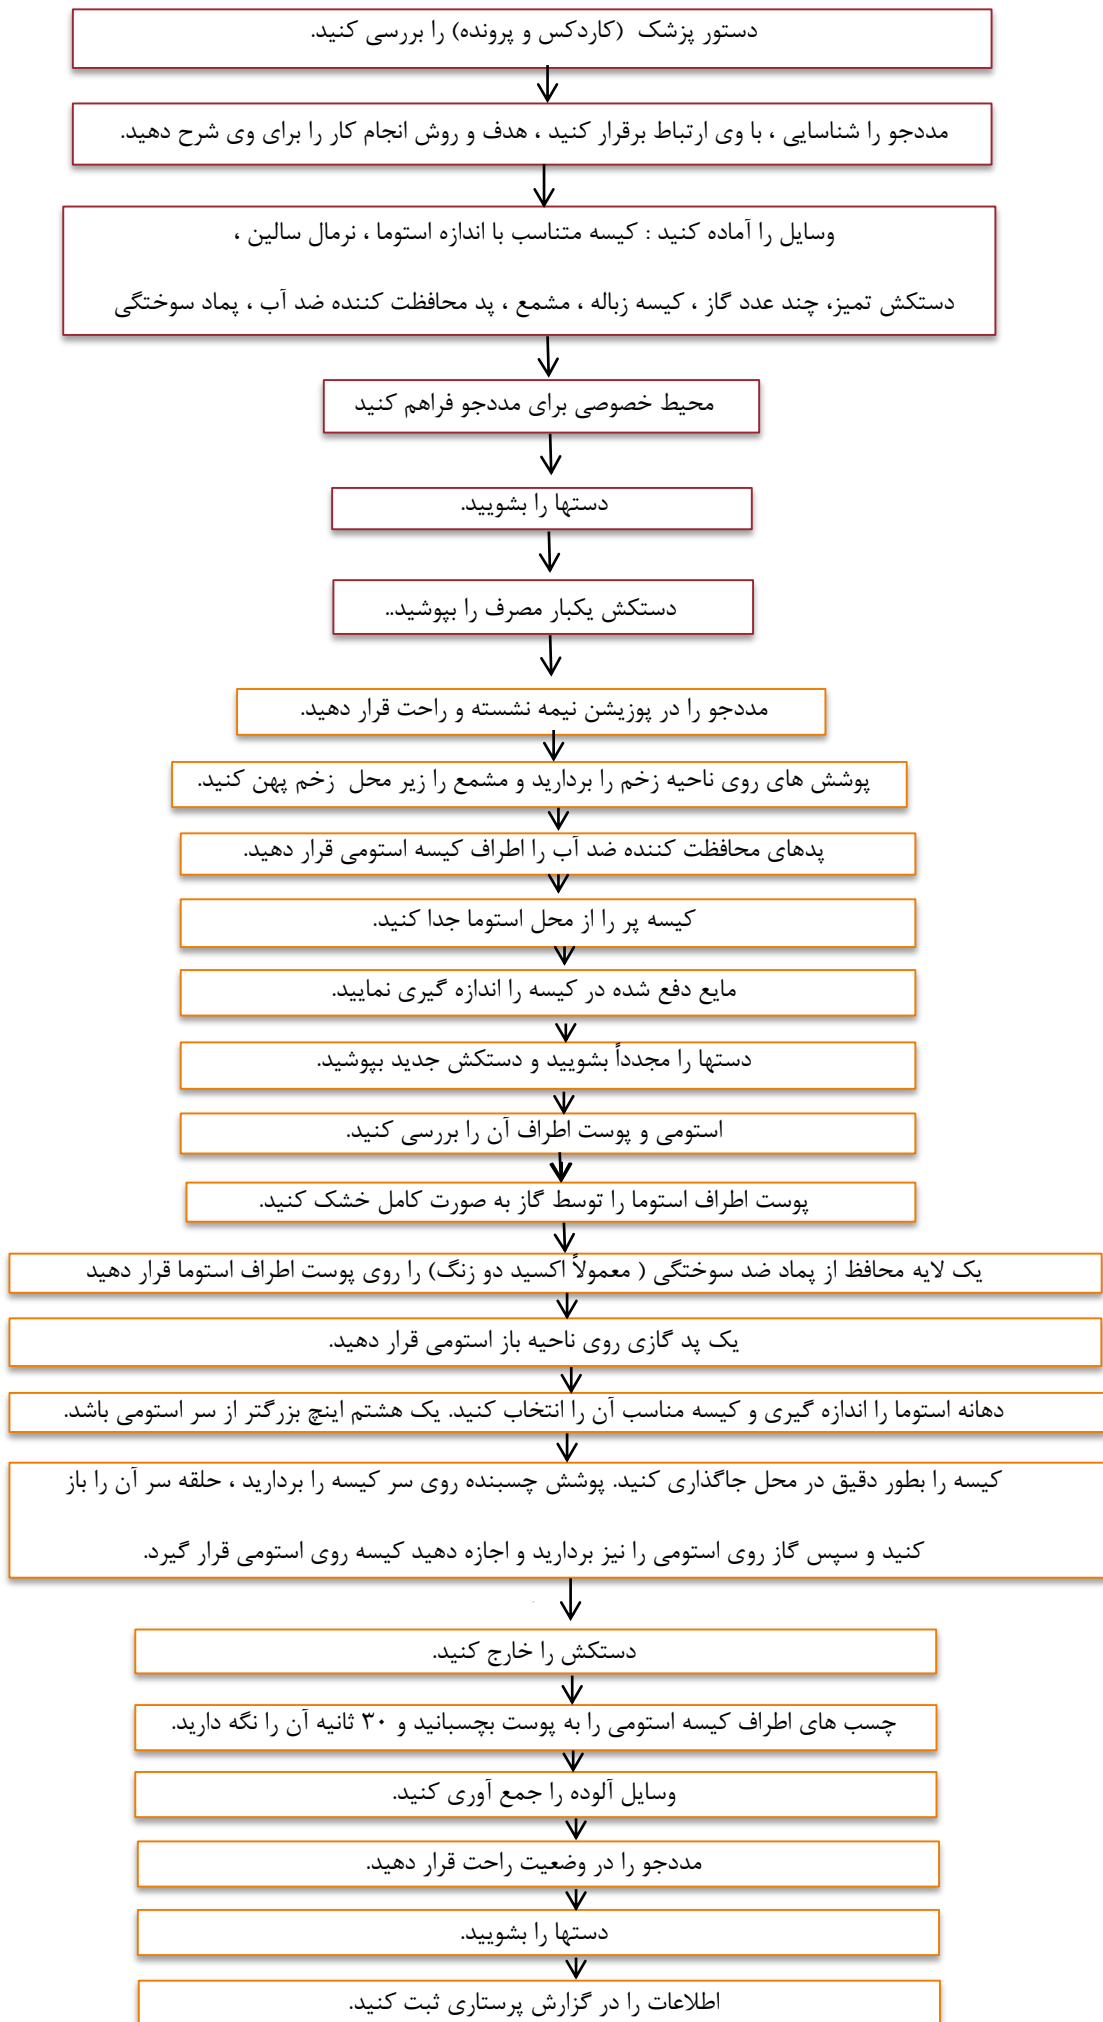 دستور پزشک (کاردکس و پرونده) را بررسی کنید.
مددجو را شناسایی ، با وی ارتباط برقرار کنید ، هدف و روش انجام کار را برای وی شرح دهید.
وسایل را آماده کنید : کیسه متناسب با اندازه استوما ، نرمال سالین ،
دستکش تمیز، چند عدد گاز ، کیسه زباله ، مشمع ، پد محافظت کننده ضد آب ، پماد سوختگی
محیط خصوصی برای مددجو فراهم کنید
دستها را بشویید.
دستکش یکبار مصرف را بپوشید..
مددجو را در پوزیشن نیمه نشسته و راحت قرار دهید.
پوشش های روی ناحیه زخم را بردارید و مشمع را زیر محل زخم پهن کنید.
پدهای محافظت کننده ضد آب را اطراف کیسه استومی قرار دهید.
کیسه پر را از محل استوما جدا کنید.
مایع دفع شده در کیسه را اندازه گیری نمایید.
دستها را مجدداً بشویید و دستکش جدید بپوشید.
استومی و پوست اطراف آن را بررسی کنید.
پوست اطراف استوما را توسط گاز به صورت کامل خشک کنید.
یک لایه محافظ از پماد ضد سوختگی ( معمولاً اکسید دو زنگ) را روی پوست اطراف استوما قرار دهید
یک پد گازی روی ناحیه باز استومی قرار دهید.
دهانه استوما را اندازه گیری و کیسه مناسب آن را انتخاب کنید. یک هشتم اینچ بزرگتر از سر استومی باشد.
کیسه را بطور دقیق در محل جاگذاری کنید. پوشش چسبنده روی سر کیسه را بردارید ، حلقه سر آن را باز
کنید و سپس گاز روی استومی را نیز بردارید و اجازه دهید کیسه روی استومی قرار گیرد.
دستکش را خارج کنید.
چسب های اطراف کیسه استومی را به پوست بچسبانید و ۳۰ ثانیه آن را نگه دارید.
وسایل آلوده را جمع آوری کنید.
مددجو را در وضعیت راحت قرار دهید.
دستها را بشویید.
اطلاعات را در گزارش پرستاری ثبت کنید.